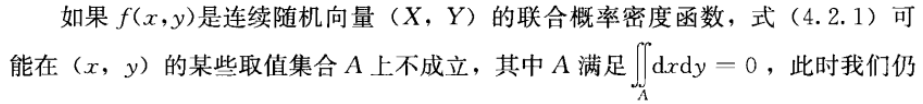 如果 f(x,y)是连续随机向量（X，Y）的联合概率密度函数，式（4.2.1）可
能在（x，y）的某些取值集合 A 上不成立，其中 A 满足∬_A dxdy = 0，此时我们仍